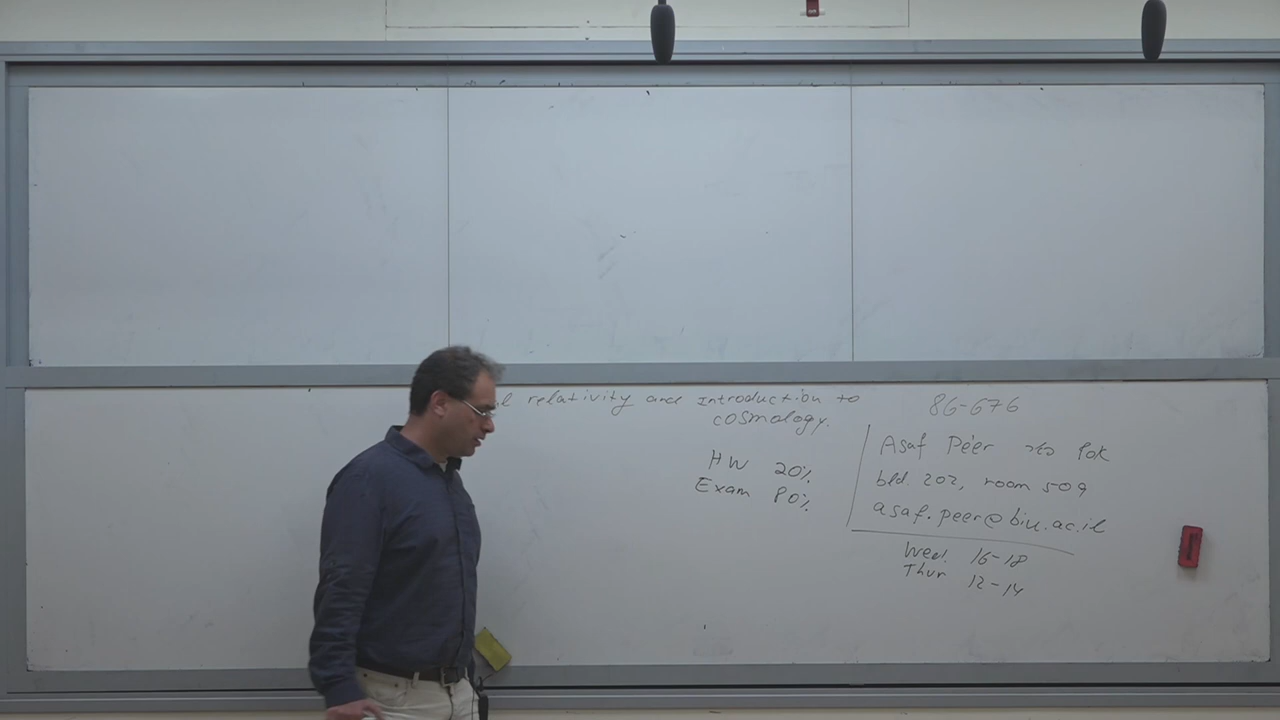 relativity and Introduction to
cosmology.
86-676
HW 20%
Exam 80%
Asaf Pe'er
bld 202, room 509
asaf.peer@biu.ac.il
Wed. 16-18
Thur 12-14